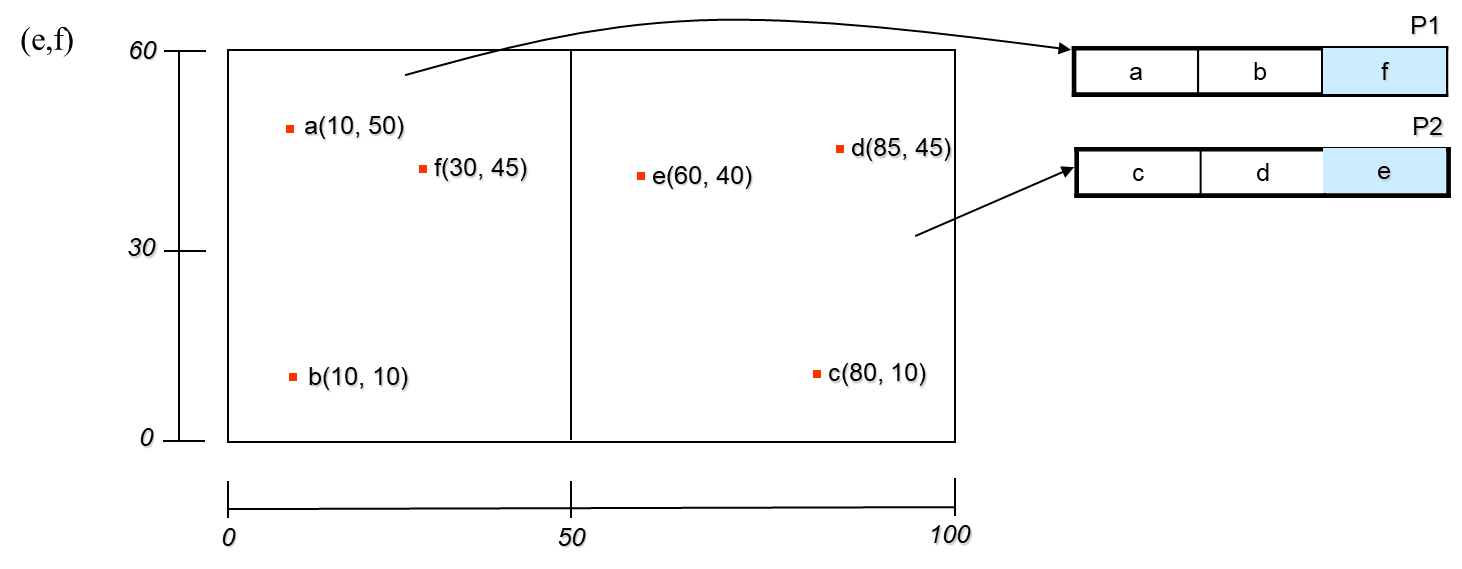 (e,f)
60
30
0
0
50
100
a(10, 50)
f(30, 45)
b(10, 10)
e(60, 40)
d(85, 45)
c(80, 10)
P1
a b f
P2
c d e